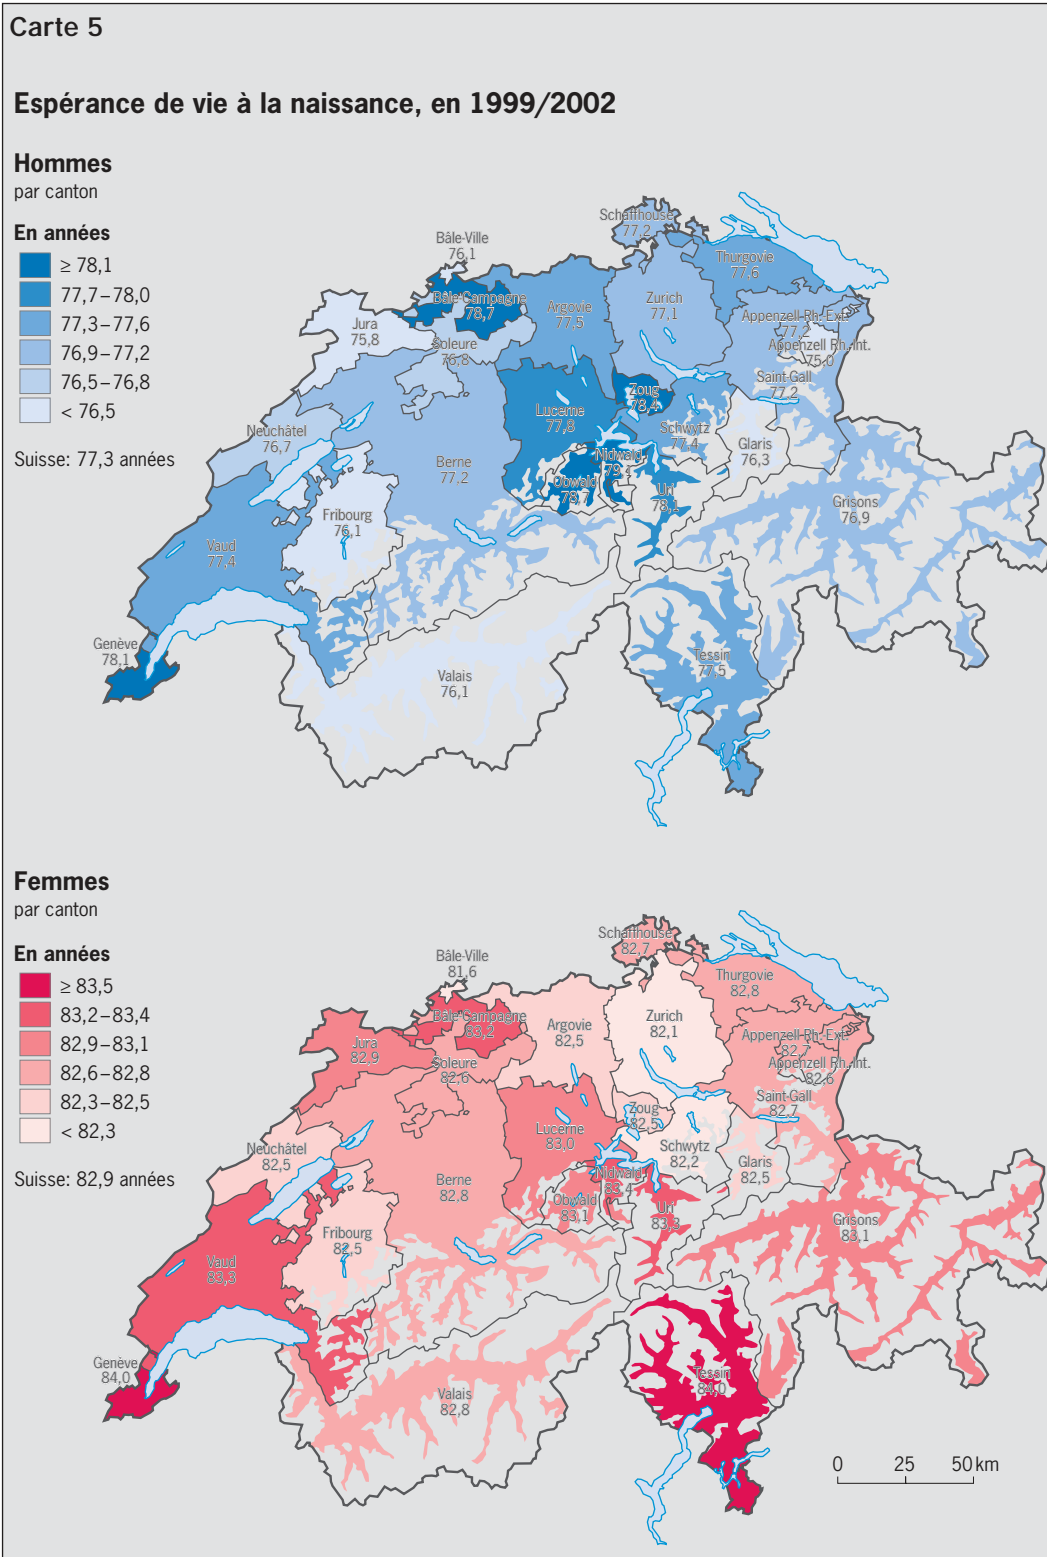 Carte 5
Espérance de vie à la naissance, en 1999/2002
Hommes
par canton
En années
≥ 78,1
77,7–78,0
77,3–77,6
76,9–77,2
76,5–76,8
< 76,5
Suisse: 77,3 années
Schaffhouse
77,2
Bâle-Ville
76,1
Thurgovie
77,6
Bâle-Campagne
78,7
Argovie
77,5
Zurich
77,1
Jura
75,8
Appenzell Rh.-Ext.
77,2
Soleure
76,8
Appenzell Rh.-Int.
75,0
Saint-Gall
77,2
Zoug
78,4
Lucerne
77,8
Schwytz
77,4
Neuchâtel
76,7
Glaris
76,3
Berne
77,2
Nidwald
79,1
Obwald
78,7
Uri
78,1
Grisons
76,9
Fribourg
76,1
Vaud
77,4
Genève
78,1
Tessin
77,5
Valais
76,1
Femmes
par canton
En années
≥ 83,5
83,2–83,4
82,9–83,1
82,6–82,8
82,3–82,5
< 82,3
Suisse: 82,9 années
Schaffhouse
82,7
Bâle-Ville
81,6
Thurgovie
82,8
Bâle-Campagne
83,2
Argovie
82,5
Zurich
82,1
Jura
82,9
Appenzell Rh.-Ext.
82,7
Soleure
82,6
Appenzell Rh.-Int.
82,6
Saint-Gall
82,7
Zoug
82,5
Lucerne
83,0
Schwytz
82,2
Neuchâtel
82,5
Glaris
82,5
Berne
82,8
Nidwald
83,4
Obwald
83,1
Uri
83,3
Grisons
83,1
Fribourg
82,5
Vaud
83,3
Genève
84,0
Tessin
84,0
Valais
82,8
0 25 50 km